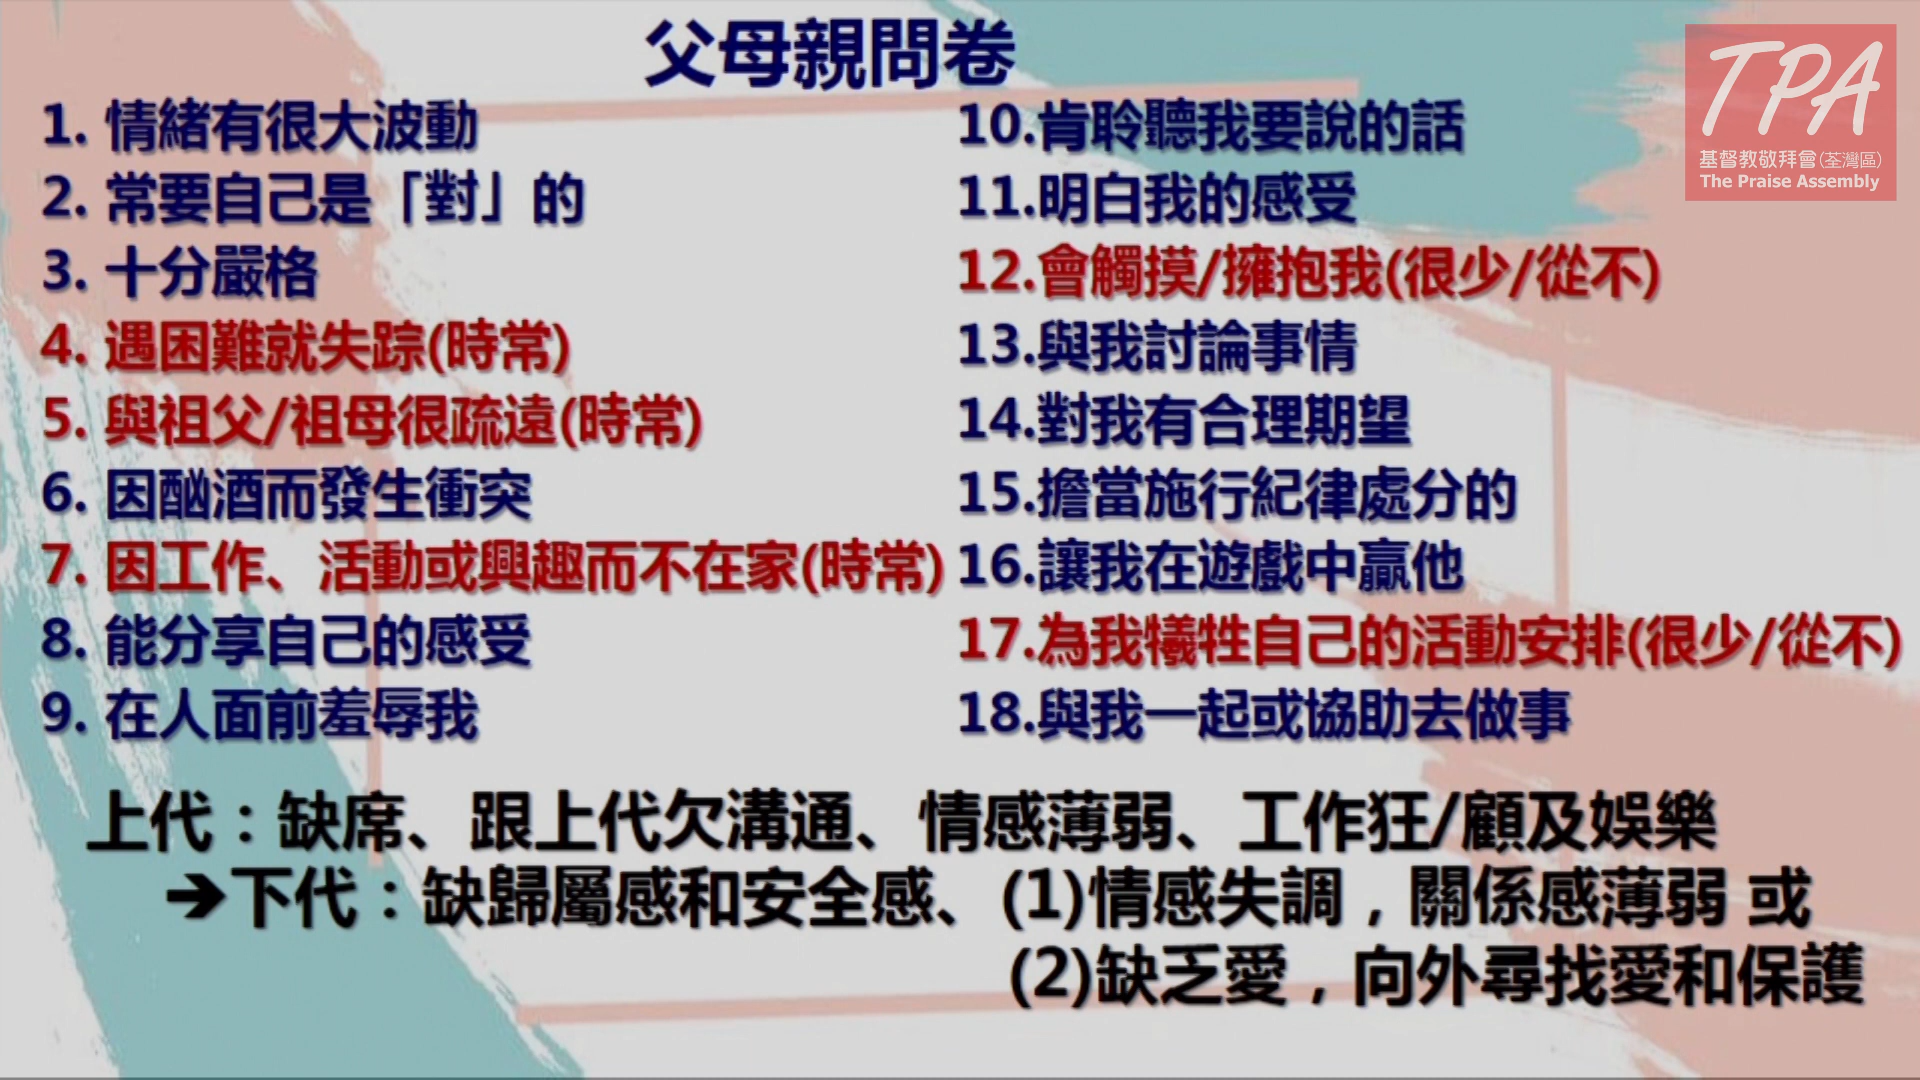 父母親問卷
1. 情緒有很大波動
2. 常要自己是「對」的
3. 十分嚴格
4. 遇困難就失踪(時常)
5. 與祖父/祖母很疏遠(時常)
6. 因酗酒而發生衝突
7. 因工作、活動或興趣而不在家(時常)
8. 能分享自己的感受
9. 在人面前羞辱我
10.肯聆聽我要說的話
11.明白我的感受
12.會觸摸/擁抱我(很少/從不)
13.與我討論事情
14.對我有合理期望
15.擔當施行紀律處分的
16.讓我在遊戲中贏他
17.為我犧牲自己的活動安排(很少/從不)
18.與我一起或協助去做事
上代：缺席、跟上代欠溝通、情感薄弱、工作狂/顧及娛樂
➔下代：缺歸屬感和安全感、(1)情感失調，關係感薄弱 或
(2)缺乏愛，向外尋找愛和保護
TPA
基督教敬拜會(荃灣區)
The Praise Assembly